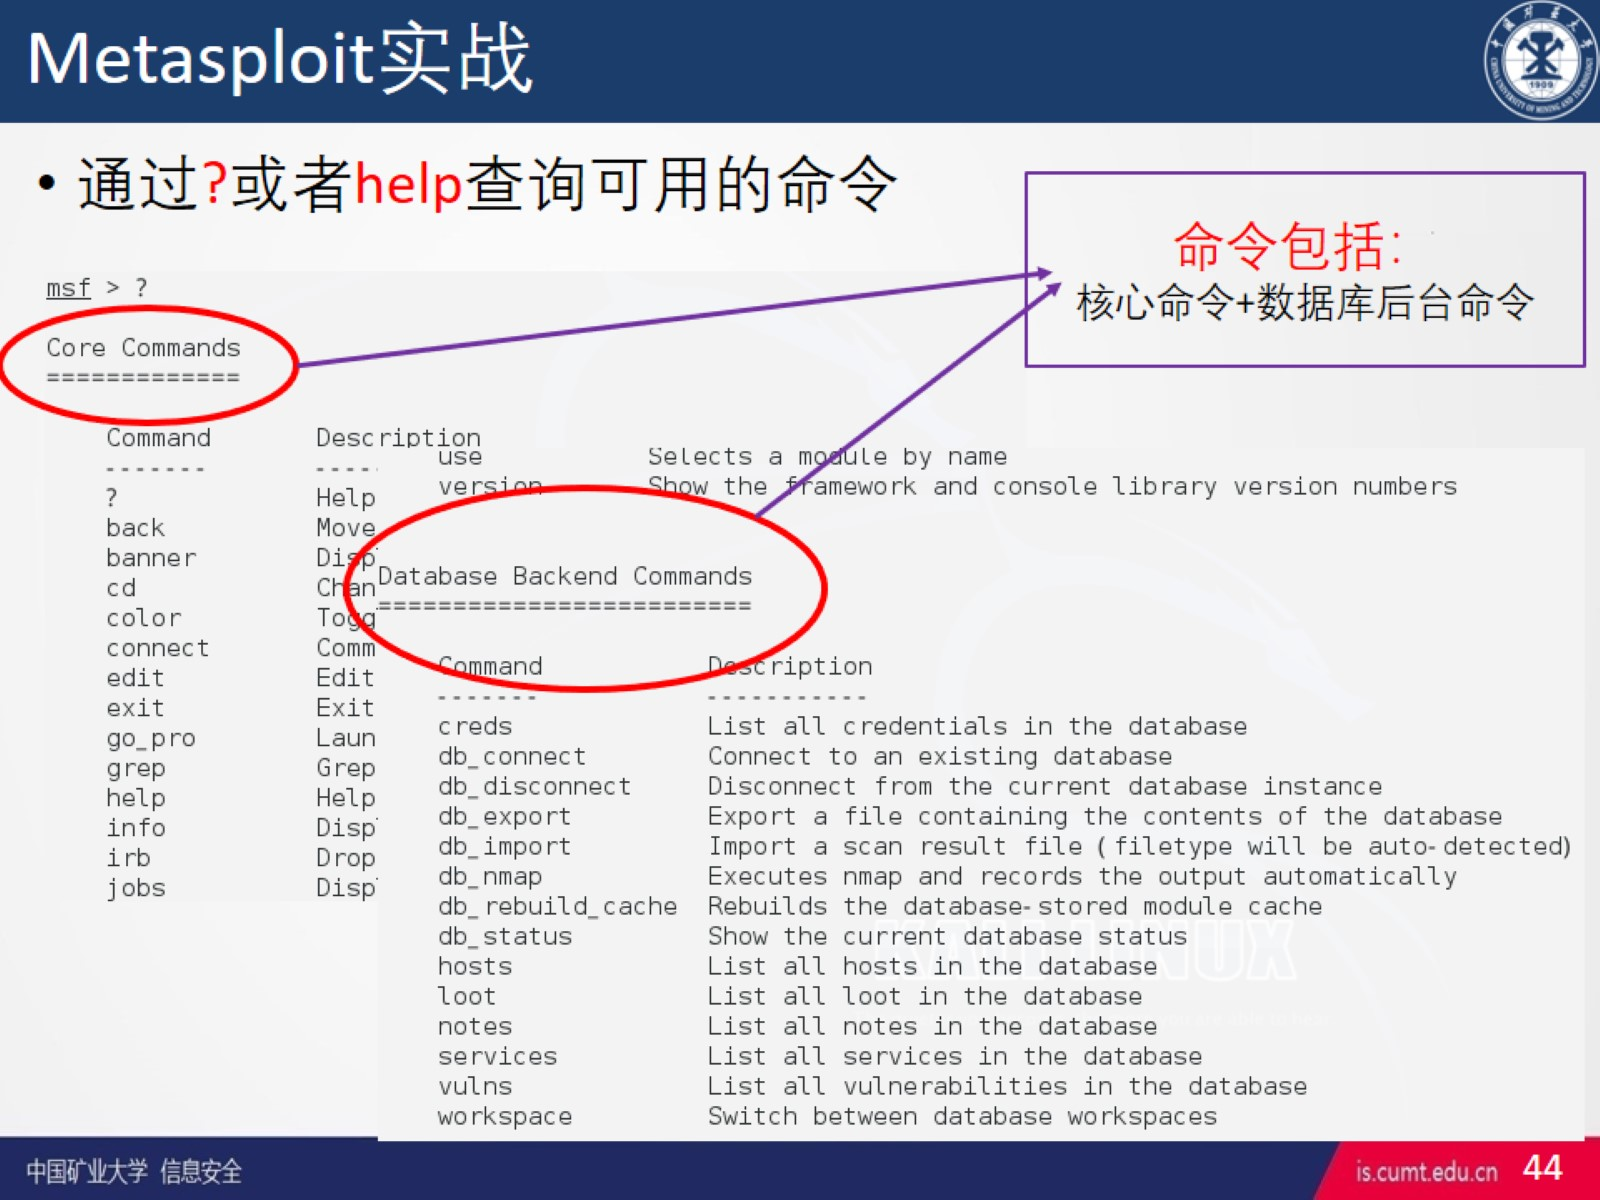 Metasploit实战
• 通过?或者help查询可用的命令
命令包括：
核心命令+数据库后台命令
msf > ?
Core Commands
=============
Command Description
------- ----
? Help
back Move
banner Disp
cd Chan
color Togg
connect Comm
edit Edit
exit Exit
go_pro Laun
grep Grep
help Help
info Disp
irb Drop
jobs Disp
use Selects a module by name
version Show the framework and console library version numbers
Database Backend Commands
=========================
Command Description
------- -----------
creds List all credentials in the database
db_connect Connect to an existing database
db_disconnect Disconnect from the current database instance
db_export Export a file containing the contents of the database
db_import Import a scan result file (filetype will be auto-detected)
db_nmap Executes nmap and records the output automatically
db_rebuild_cache Rebuilds the database-stored module cache
db_status Show the current database status
hosts List all hosts in the database
loot List all loot in the database
notes List all notes in the database
services List all services in the database
vulns List all vulnerabilities in the database
workspace Switch between database workspaces
KALI LINUX
中国矿业大学 信息安全
is.cumt.edu.cn 44
1909